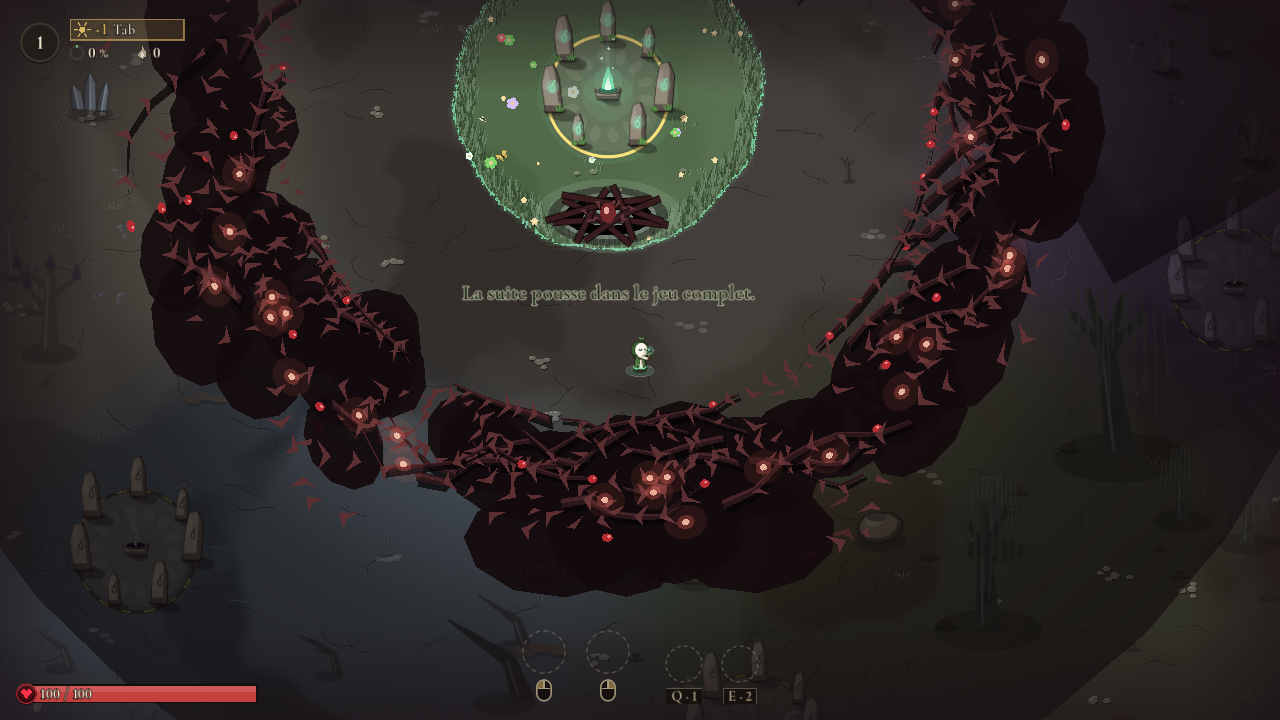 1
+1 Tab
0 %
0
La suite pousse dans le jeu complet.
100 / 100
Q - 1
E - 2